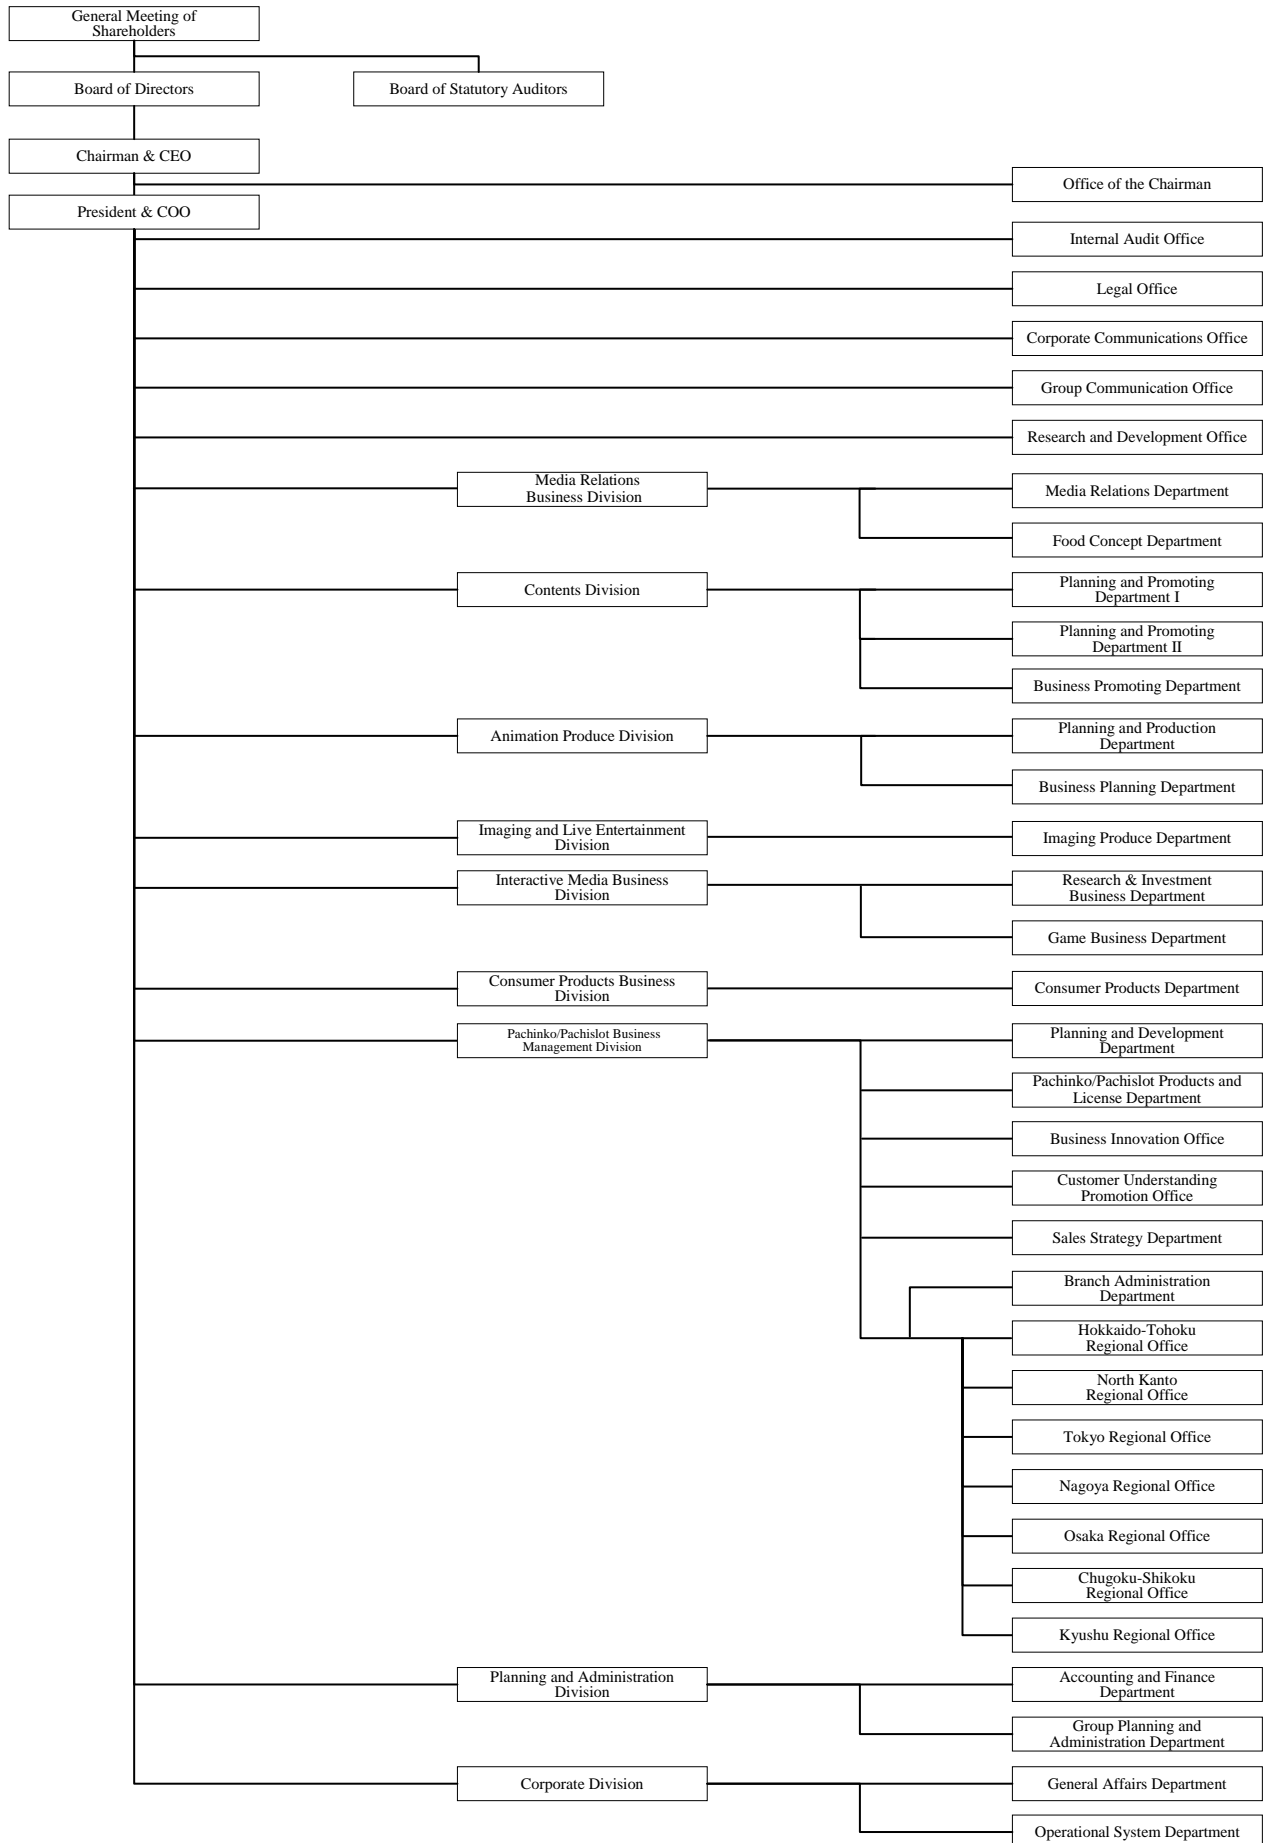 General Meeting of
Shareholders
Board of Directors
Board of Statutory Auditors
Chairman & CEO
Office of the Chairman
President & COO
Internal Audit Office
Legal Office
Corporate Communications Office
Group Communication Office
Research and Development Office
Media Relations
Business Division
Media Relations Department
Food Concept Department
Contents Division
Planning and Promoting
Department I
Planning and Promoting
Department II
Business Promoting Department
Animation Produce Division
Planning and Production
Department
Business Planning Department
Imaging and Live Entertainment
Division
Imaging Produce Department
Interactive Media Business
Division
Research & Investment
Business Department
Game Business Department
Consumer Products Business
Division
Consumer Products Department
Pachinko/Pachislot Business
Management Division
Planning and Development
Department
Pachinko/Pachislot Products and
License Department
Business Innovation Office
Customer Understanding
Promotion Office
Sales Strategy Department
Branch Administration
Department
Hokkaido-Tohoku
Regional Office
North Kanto
Regional Office
Tokyo Regional Office
Nagoya Regional Office
Osaka Regional Office
Chugoku-Shikoku
Regional Office
Kyushu Regional Office
Planning and Administration
Division
Accounting and Finance
Department
Group Planning and
Administration Department
Corporate Division
General Affairs Department
Operational System Department